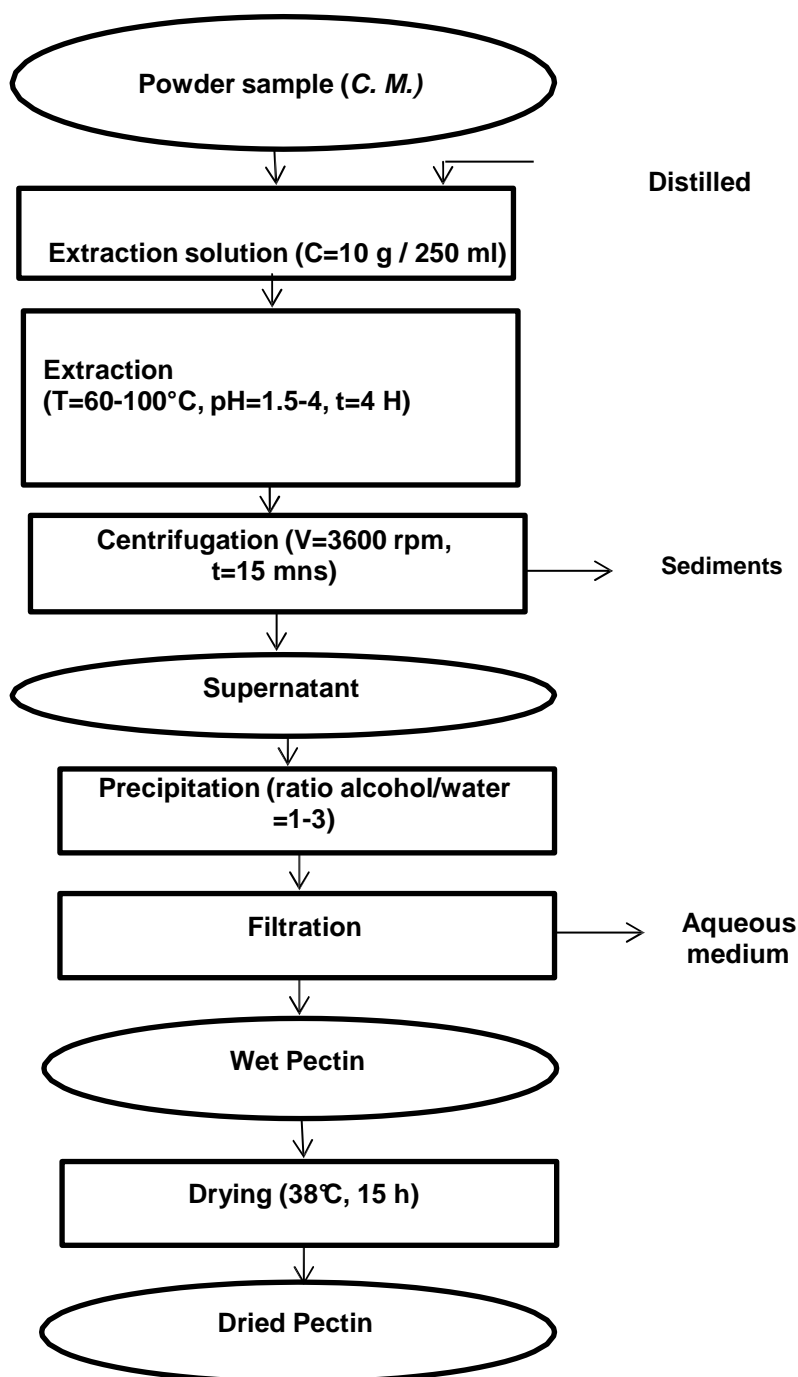 Powder sample (C. M.)
Distilled
Extraction solution (C=10 g / 250 ml)
Extraction
(T=60-100°C, pH=1.5-4, t=4 H)
Centrifugation (V=3600 rpm,
t=15 mns)
Sediments
Supernatant
Precipitation (ratio alcohol/water
=1-3)
Filtration
Aqueous
medium
Wet Pectin
Drying (38°C, 15 h)
Dried Pectin